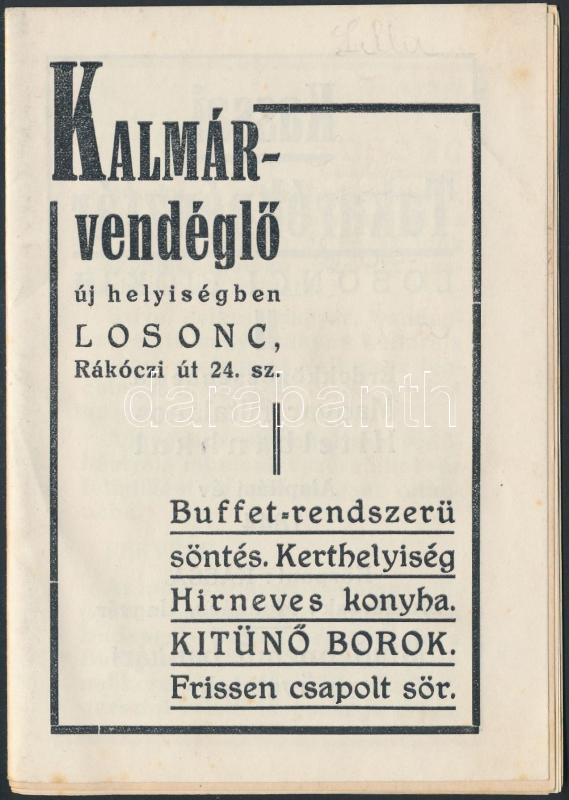 KALMÁR-
vendéglő
új helyiségben
LOSONC,
Rákóczi út 24. sz.
darabanth
Buffet-rendszerü
söntés. Kerthelyiség
Hirneves konyha.
KITÜNŐ BOROK.
Frissen csapolt sör.